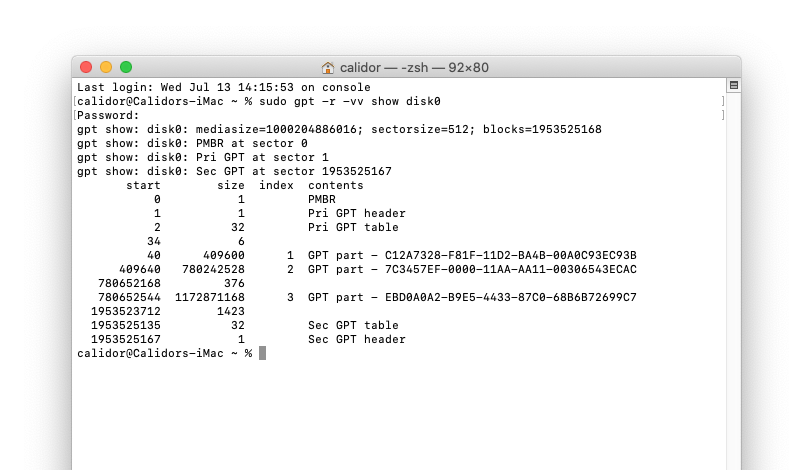 calidor — -zsh — 92×80
Last login: Wed Jul 13 14:15:53 on console
[calidor@Calidors-iMac ~ % sudo gpt -r -vv show disk0 ]
[Password: ]
gpt show: disk0: mediasize=1000204886016; sectorsize=512; blocks=1953525168
gpt show: disk0: PMBR at sector 0
gpt show: disk0: Pri GPT at sector 1
gpt show: disk0: Sec GPT at sector 1953525167
start size index contents
0 1 PMBR
1 1 Pri GPT header
2 32 Pri GPT table
34 6
40 409600 1 GPT part - C12A7328-F81F-11D2-BA4B-00A0C93EC93B
409640 780242528 2 GPT part - 7C3457EF-0000-11AA-AA11-00306543ECAC
780652168 376
780652544 1172871168 3 GPT part - EBD0A0A2-B9E5-4433-87C0-68B6B72699C7
1953523712 1423
1953525135 32 Sec GPT table
1953525167 1 Sec GPT header
calidor@Calidors-iMac ~ %